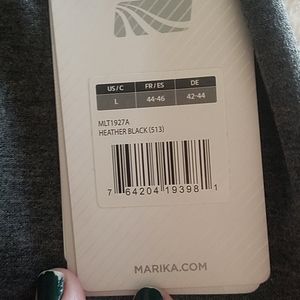 US/C FR/ES DE
L 44-46 42-44
MLT1927A
HEATHER BLACK (513)
7 64204 19398 1
MARIKA.COM